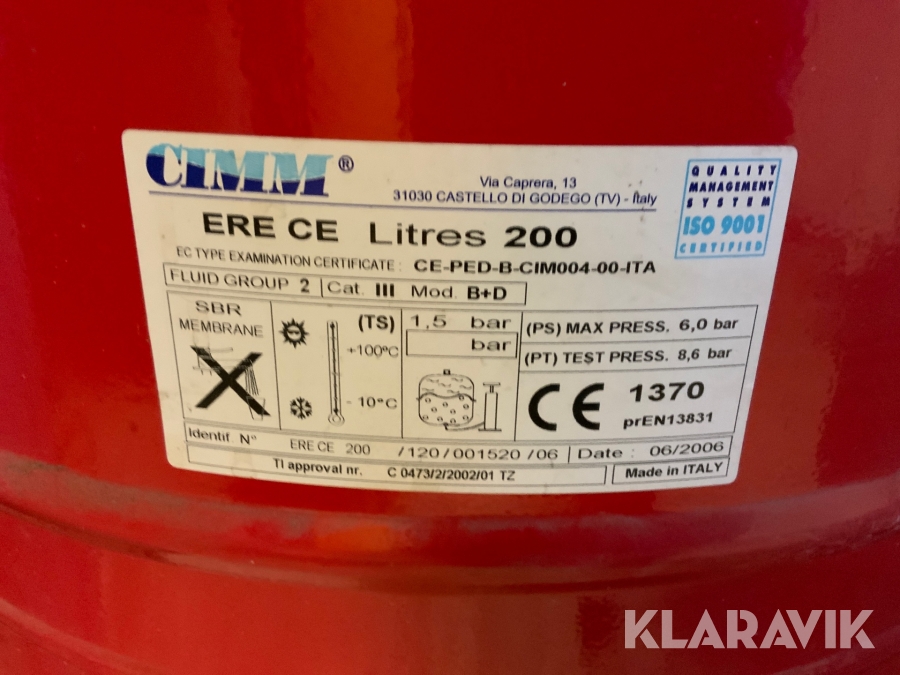 CIMM®
Via Caprera, 13
31030 CASTELLO DI GODEGO (TV) - Italy
QUALITY
MANAGEMENT
SYSTEM
ISO 9001
CERTIFIED
ERE CE Litres 200
EC TYPE EXAMINATION CERTIFICATE : CE-PED-B-CIM004-00-ITA
FLUID GROUP 2 Cat. III Mod. B+D
SBR
MEMBRANE
(TS)
+100°C
-10°C
1,5 bar
bar
(PS) MAX PRESS. 6,0 bar
(PT) TEST PRESS. 8,6 bar
CE 1370
prEN13831
Identif. N° ERE CE 200 /120/001520/06 Date : 06/2006
TI approval nr. C 0473/2/2002/01 TZ Made in ITALY
KLARAVIK